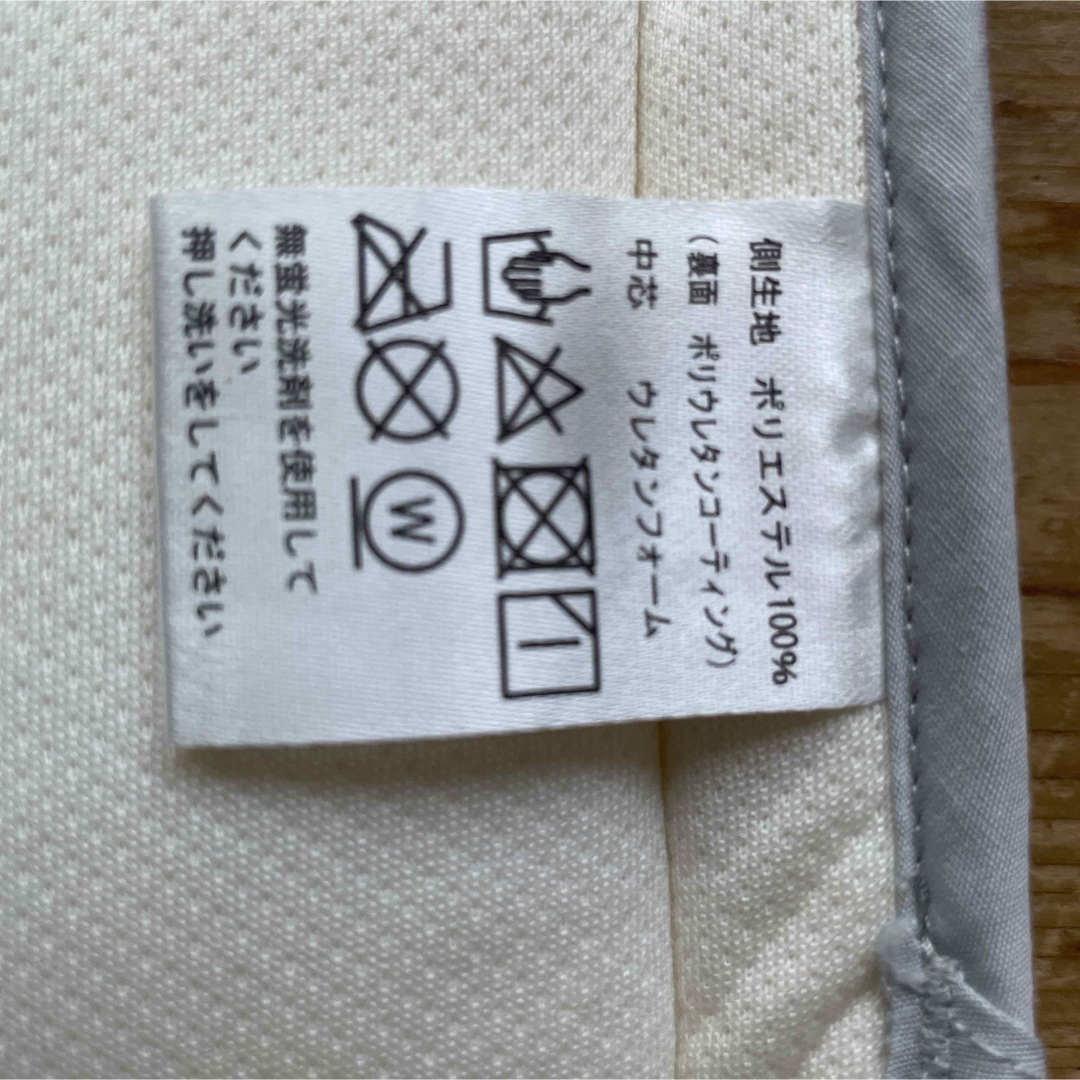 側生地 ポリエステル100%
(裏面 ポリウレタンコーティング)
中芯 ウレタンフォーム
W
無蛍光洗剤を使用して
ください
押し洗いをしてください